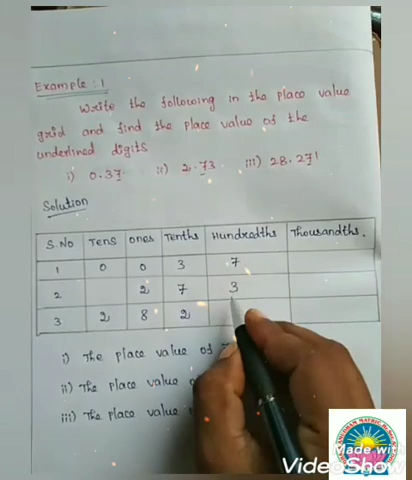 Example : 1
Write the following in the place value
grid and find the place value of the
underlined digits
i) 0.37 ii) 2.73 iii) 28.271
Solution
S.No Tens ones Tenths Hundredths Thousandths.
1 0 0 3 7
2 2 7 3
3 2 8 2
i) The place value of
ii) The place value
iii) The place value
Made with
VideoShow